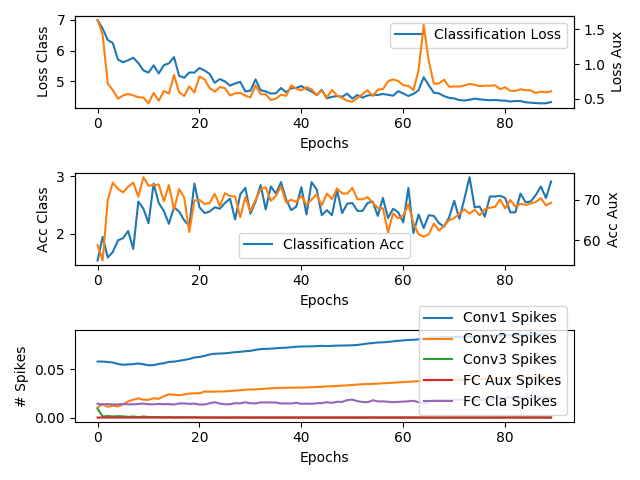 7
6
5
Loss Class
Classification Loss
1.5
1.0
0.5
Loss Aux
0 20 40 60 80
Epochs
3
2
Acc Class
Classification Acc
70
60
Acc Aux
0 20 40 60 80
Epochs
0.05
0.00
# Spikes
Conv1 Spikes
Conv2 Spikes
Conv3 Spikes
FC Aux Spikes
FC Cla Spikes
0 20 40 60 80
Epochs